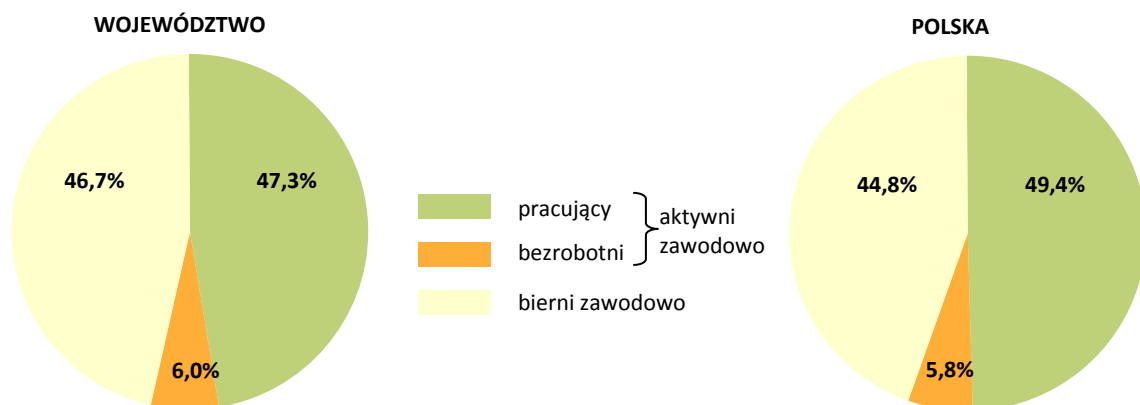 WOJEWÓDZTWO
46,7%
47,3%
6,0%
pracujący
bezrobotni
aktywni
zawodowo
bierni zawodowo
POLSKA
44,8%
49,4%
5,8%